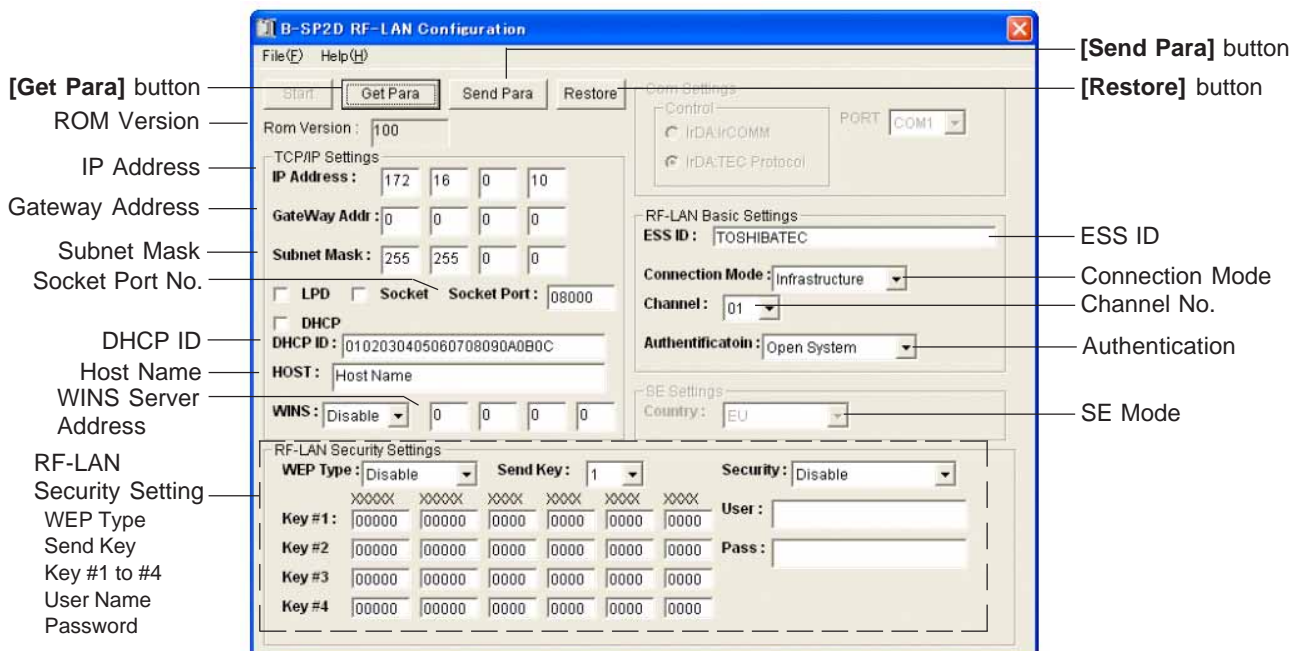 B-SP2D RF-LAN Configuration
File(F) Help(H)
[Send Para] button
[Get Para] button
Start Get Para Send Para Restore
[Restore] button
Com Settings
Control
IrDA:IrCOMM
PORT COM1
IrDA:TEC Protocol
ROM Version
Rom Version : 100
TCP/IP Settings
IP Address
IP Address : 172 16 0 10
Gateway Address
GateWay Addr : 0 0 0 0
Subnet Mask
Subnet Mask : 255 255 0 0
Socket Port No.
LPD Socket Socket Port : 08000
DHCP
DHCP ID
DHCP ID : 0102030405060708090A0B0C
Host Name
HOST : Host Name
WINS Server
Address
WINS : Disable 0 0 0 0
RF-LAN Basic Settings
ESS ID : TOSHIBATEC
ESS ID
Connection Mode : Infrastructure
Connection Mode
Channel : 01
Channel No.
Authentificatoin : Open System
Authentication
SE Settings
Country : EU
SE Mode
RF-LAN
Security Setting
WEP Type
Send Key
Key #1 to #4
User Name
Password
RF-LAN Security Settings
WEP Type : Disable Send Key : 1 Security : Disable
XXXXX XXXXX XXXX XXXX XXXX XXXX
Key #1 : 00000 00000 0000 0000 0000 0000
User :
Key #2 00000 00000 0000 0000 0000 0000
Pass :
Key #3 00000 00000 0000 0000 0000 0000
Key #4 00000 00000 0000 0000 0000 0000